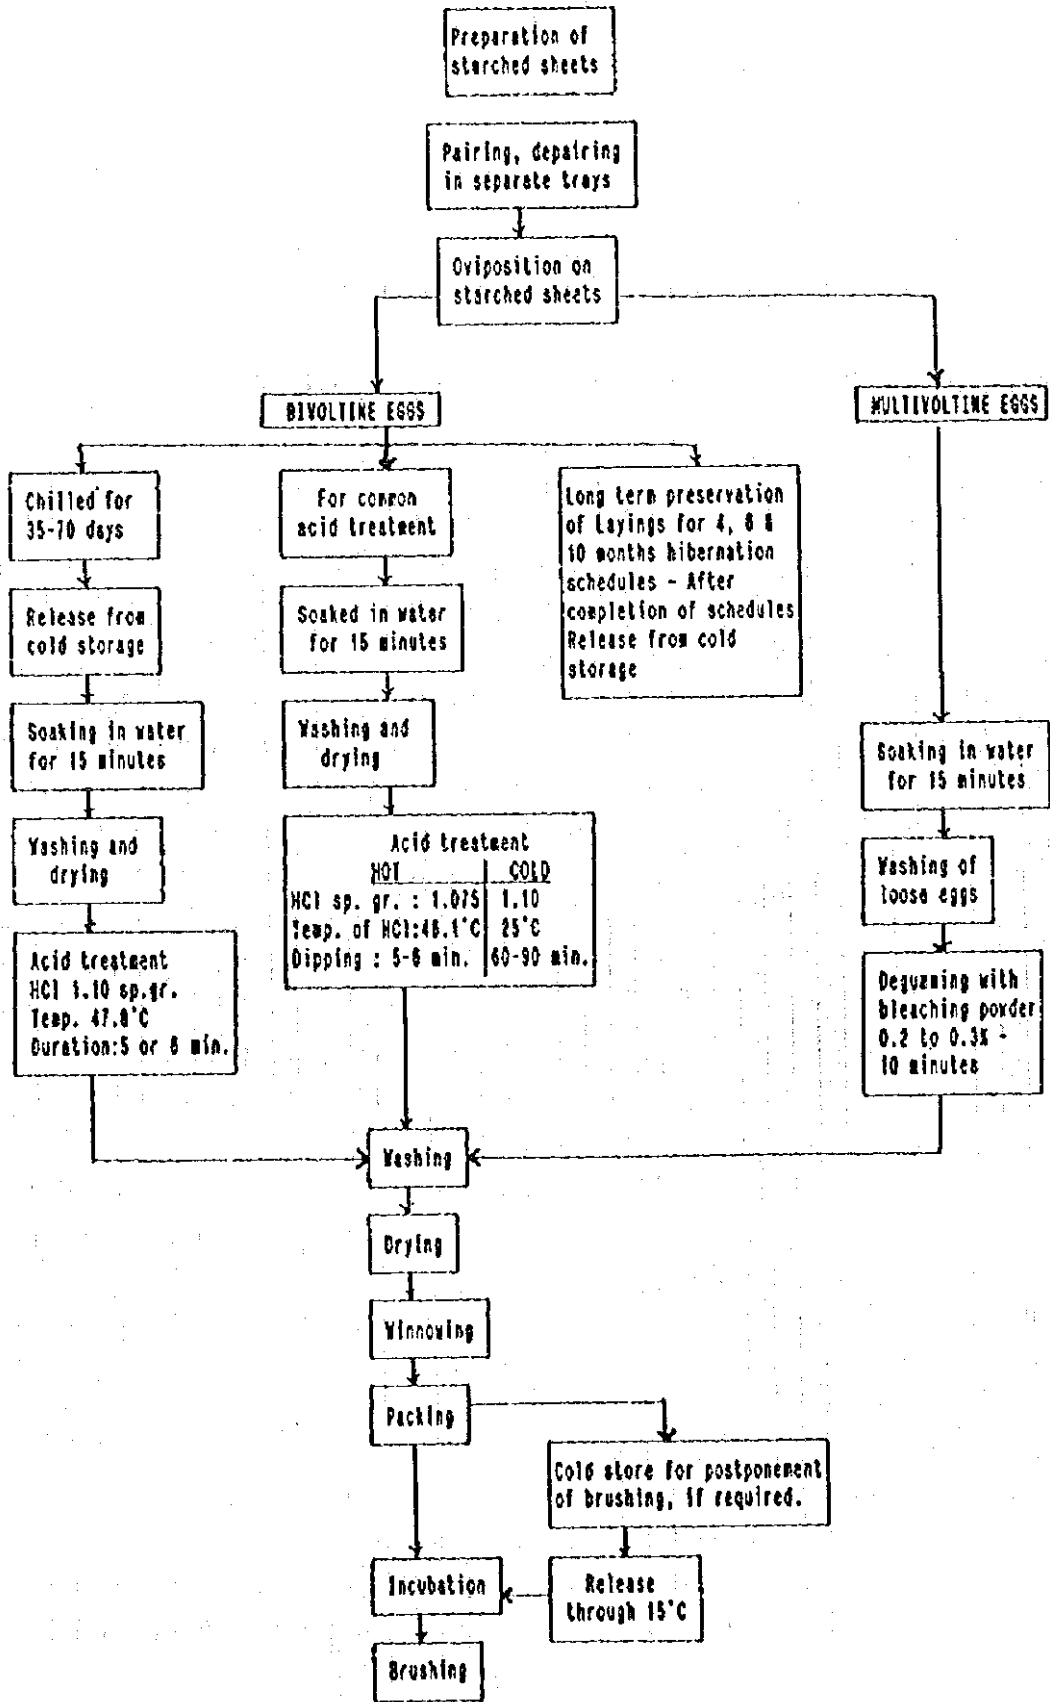 Preparation of
starched sheets
Pairing, depairing
in separate trays
Oviposition on
starched sheets
BIVOLTINE EGGS
MULTIVOLTINE EGGS
Chilled for
35-70 days
Release from
cold storage
Soaking in water
for 15 minutes
Washing and
drying
Acid treatment
HCl 1.10 sp.gr.
Temp. 47.8°C
Duration:5 or 6 min.
For common
acid treatment
Soaked in water
for 15 minutes
Washing and
drying
Acid treatment
HOT COLD
HCl sp. gr. : 1.075 1.10
Temp. of HCl:46.1°C 25°C
Dipping : 5-6 min. 60-90 min.
Long term preservation
of Layings for 4, 6 &
10 months hibernation
schedules - After
completion of schedules
Release from cold
storage
Soaking in water
for 15 minutes
Washing of
loose eggs
Degumming with
bleaching powder
0.2 to 0.3% -
10 minutes
Washing
Drying
Winnowing
Packing
Cold store for postponement
of brushing, if required.
Release
through 15°C
Incubation
Brushing